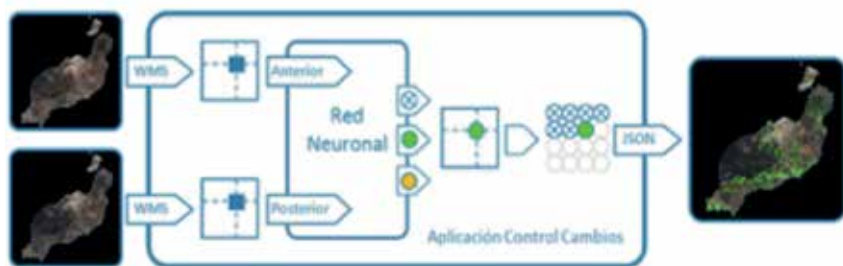 WMS
Anterior
Red
Neuronal
JSON
WMS
Posterior
Aplicación Control Cambios